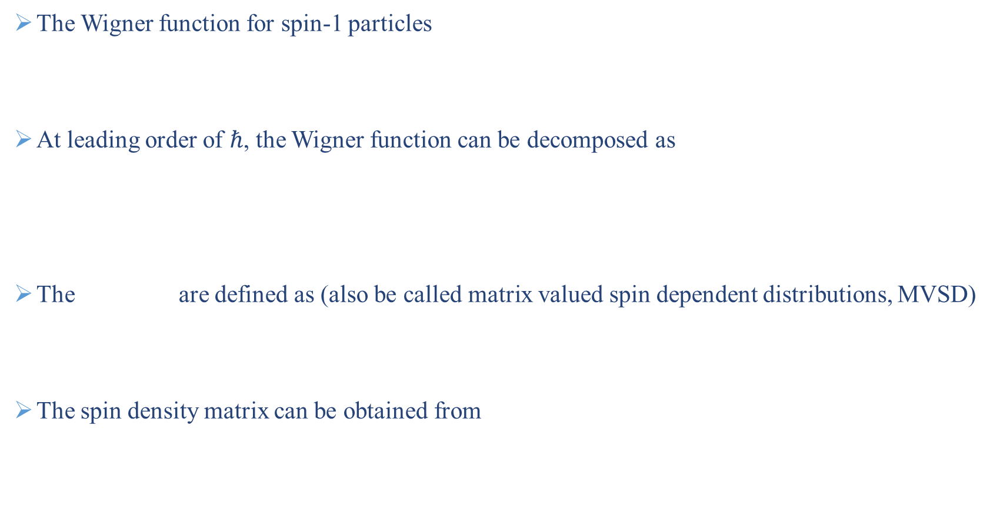 ➢ The Wigner function for spin-1 particles
➢ At leading order of ℏ, the Wigner function can be decomposed as
➢ The are defined as (also be called matrix valued spin dependent distributions, MVSD)
➢ The spin density matrix can be obtained from